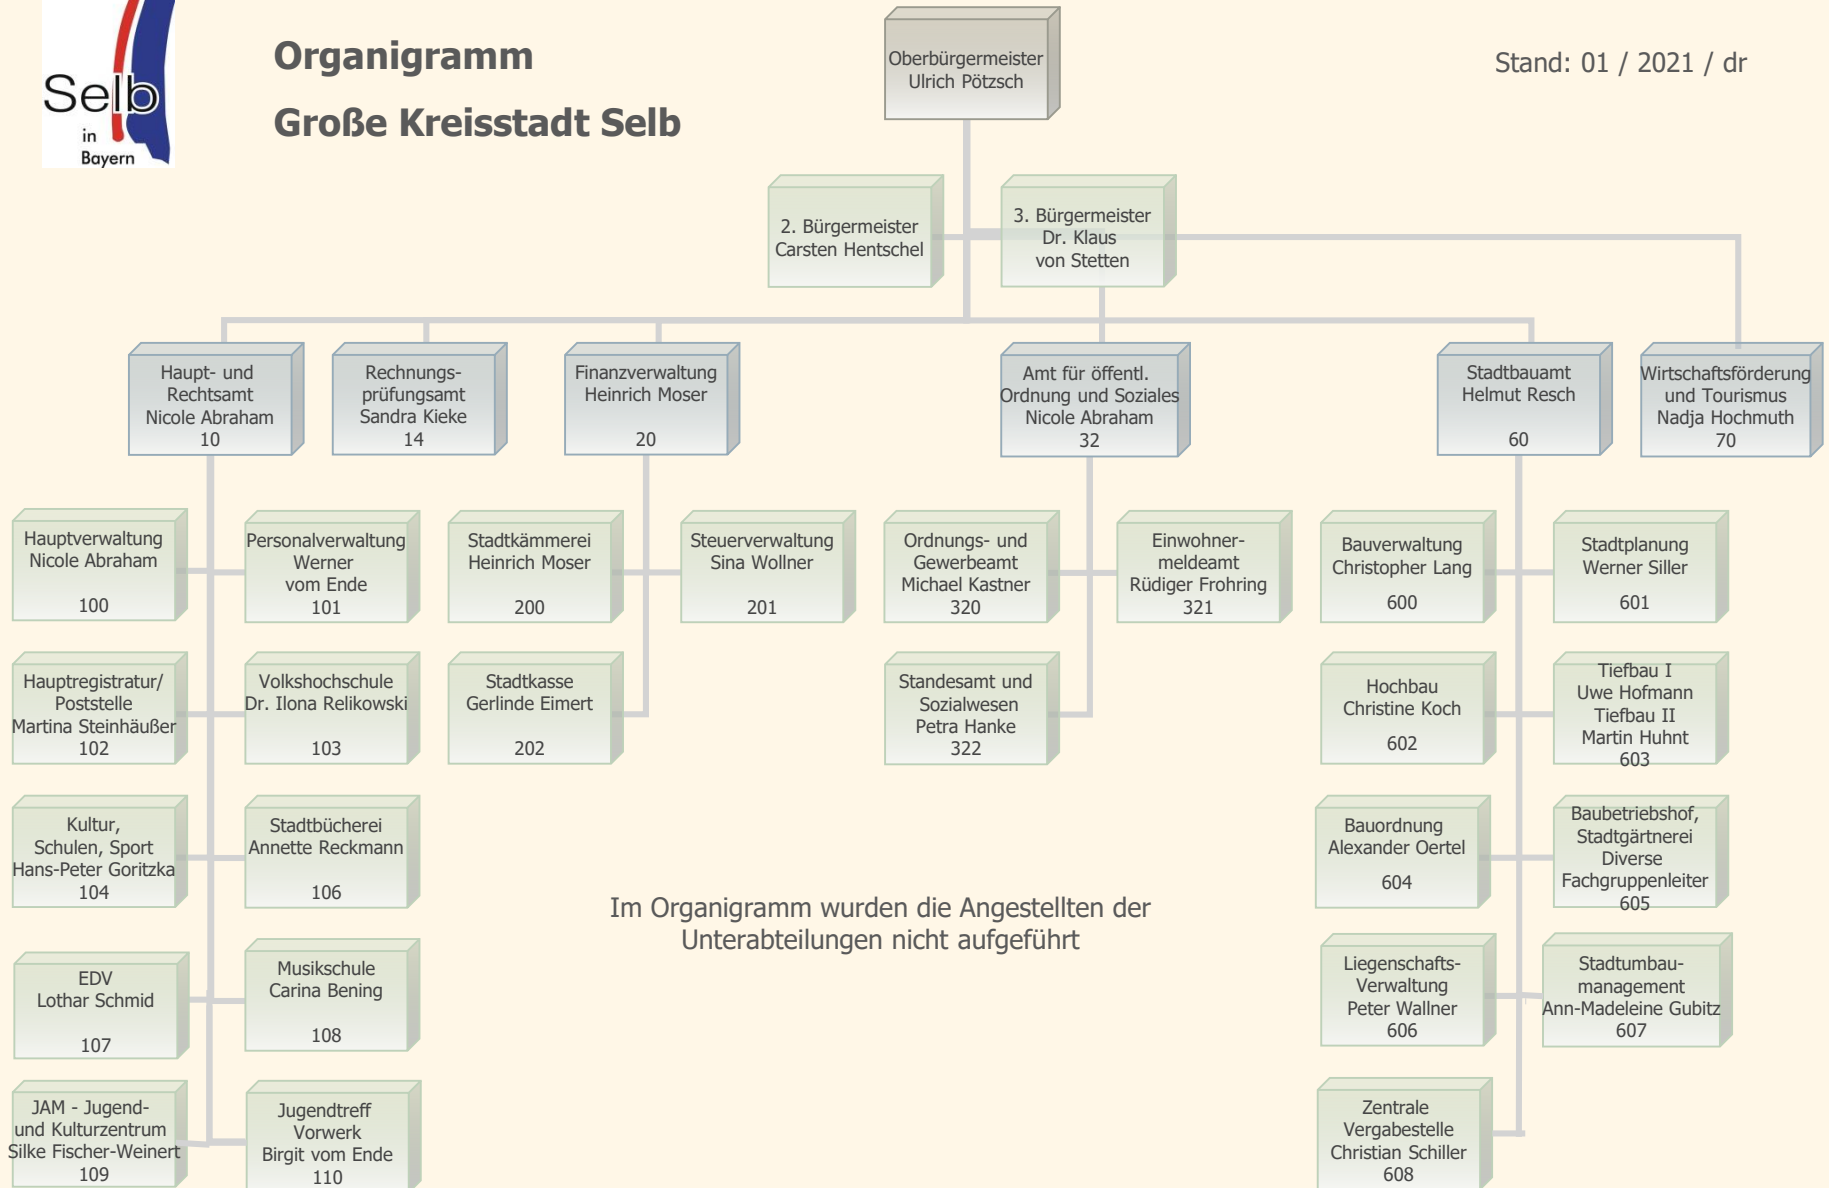 Selb
in
Bayern
Organigramm
Große Kreisstadt Selb
Stand: 01 / 2021 / dr
Oberbürgermeister
Ulrich Pötzsch
2. Bürgermeister
Carsten Hentschel
3. Bürgermeister
Dr. Klaus
von Stetten
Haupt- und
Rechtsamt
Nicole Abraham
10
Rechnungs-
prüfungsamt
Sandra Kieke
14
Finanzverwaltung
Heinrich Moser
20
Amt für öffentl.
Ordnung und Soziales
Nicole Abraham
32
Stadtbauamt
Helmut Resch
60
Wirtschaftsförderung
und Tourismus
Nadja Hochmuth
70
Hauptverwaltung
Nicole Abraham
100
Personalverwaltung
Werner
vom Ende
101
Stadtkämmerei
Heinrich Moser
200
Steuerverwaltung
Sina Wollner
201
Ordnungs- und
Gewerbeamt
Michael Kastner
320
Einwohner-
meldeamt
Rüdiger Frohring
321
Bauverwaltung
Christopher Lang
600
Stadtplanung
Werner Siller
601
Hauptregistratur/
Poststelle
Martina Steinhäußer
102
Volkshochschule
Dr. Ilona Relikowski
103
Stadtkasse
Gerlinde Eimert
202
Standesamt und
Sozialwesen
Petra Hanke
322
Hochbau
Christine Koch
602
Tiefbau I
Uwe Hofmann
Tiefbau II
Martin Huhnt
603
Kultur,
Schulen, Sport
Hans-Peter Goritzka
104
Stadtbücherei
Annette Reckmann
106
Bauordnung
Alexander Oertel
604
Baubetriebshof,
Stadtgärtnerei
Diverse
Fachgruppenleiter
605
Im Organigramm wurden die Angestellten der
Unterabteilungen nicht aufgeführt
EDV
Lothar Schmid
107
Musikschule
Carina Bening
108
Liegenschafts-
Verwaltung
Peter Wallner
606
Stadtumbau-
management
Ann-Madeleine Gubitz
607
JAM - Jugend-
und Kulturzentrum
Silke Fischer-Weinert
109
Jugendtreff
Vorwerk
Birgit vom Ende
110
Zentrale
Vergabestelle
Christian Schiller
608